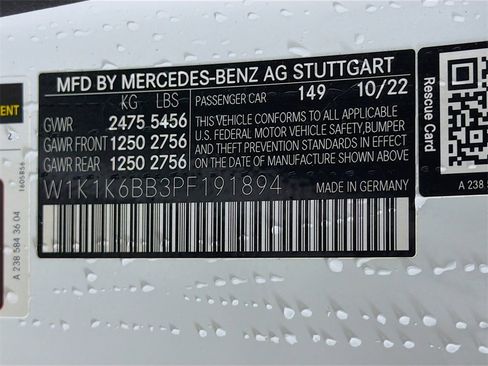 MFD BY MERCEDES-BENZ AG STUTTGART
KG LBS
PASSENGER CAR 149 10/22
GVWR 2475 5456
GAWR FRONT 1250 2756
GAWR REAR 1250 2756
THIS VEHICLE CONFORMS TO ALL APPLICABLE
U.S. FEDERAL MOTOR VEHICLE SAFETY,BUMPER
AND THEFT PREVENTION STANDARDS IN EFFECT
ON THE DATE OF MANUFACTURE SHOWN ABOVE.
W1K1K6BB3PF191894
MADE IN GERMANY
Rescue Card
A 238 584 36 04
2